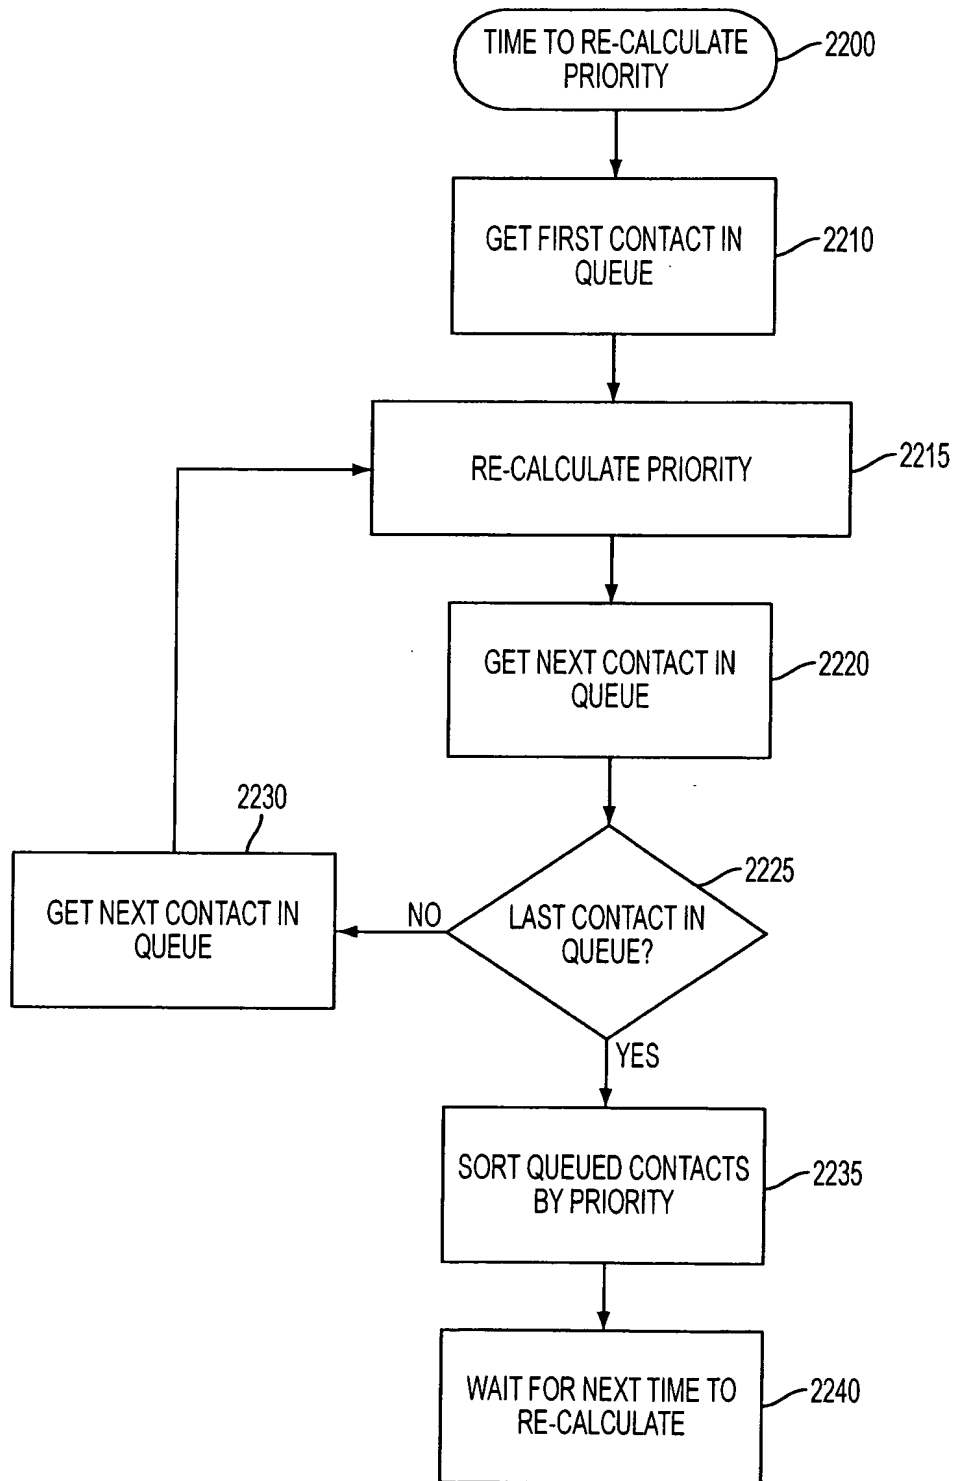 TIME TO RE-CALCULATE
PRIORITY
2200
GET FIRST CONTACT IN
QUEUE
2210
RE-CALCULATE PRIORITY
2215
GET NEXT CONTACT IN
QUEUE
2220
2230
GET NEXT CONTACT IN
QUEUE
NO
LAST CONTACT IN
QUEUE?
2225
YES
SORT QUEUED CONTACTS
BY PRIORITY
2235
WAIT FOR NEXT TIME TO
RE-CALCULATE
2240